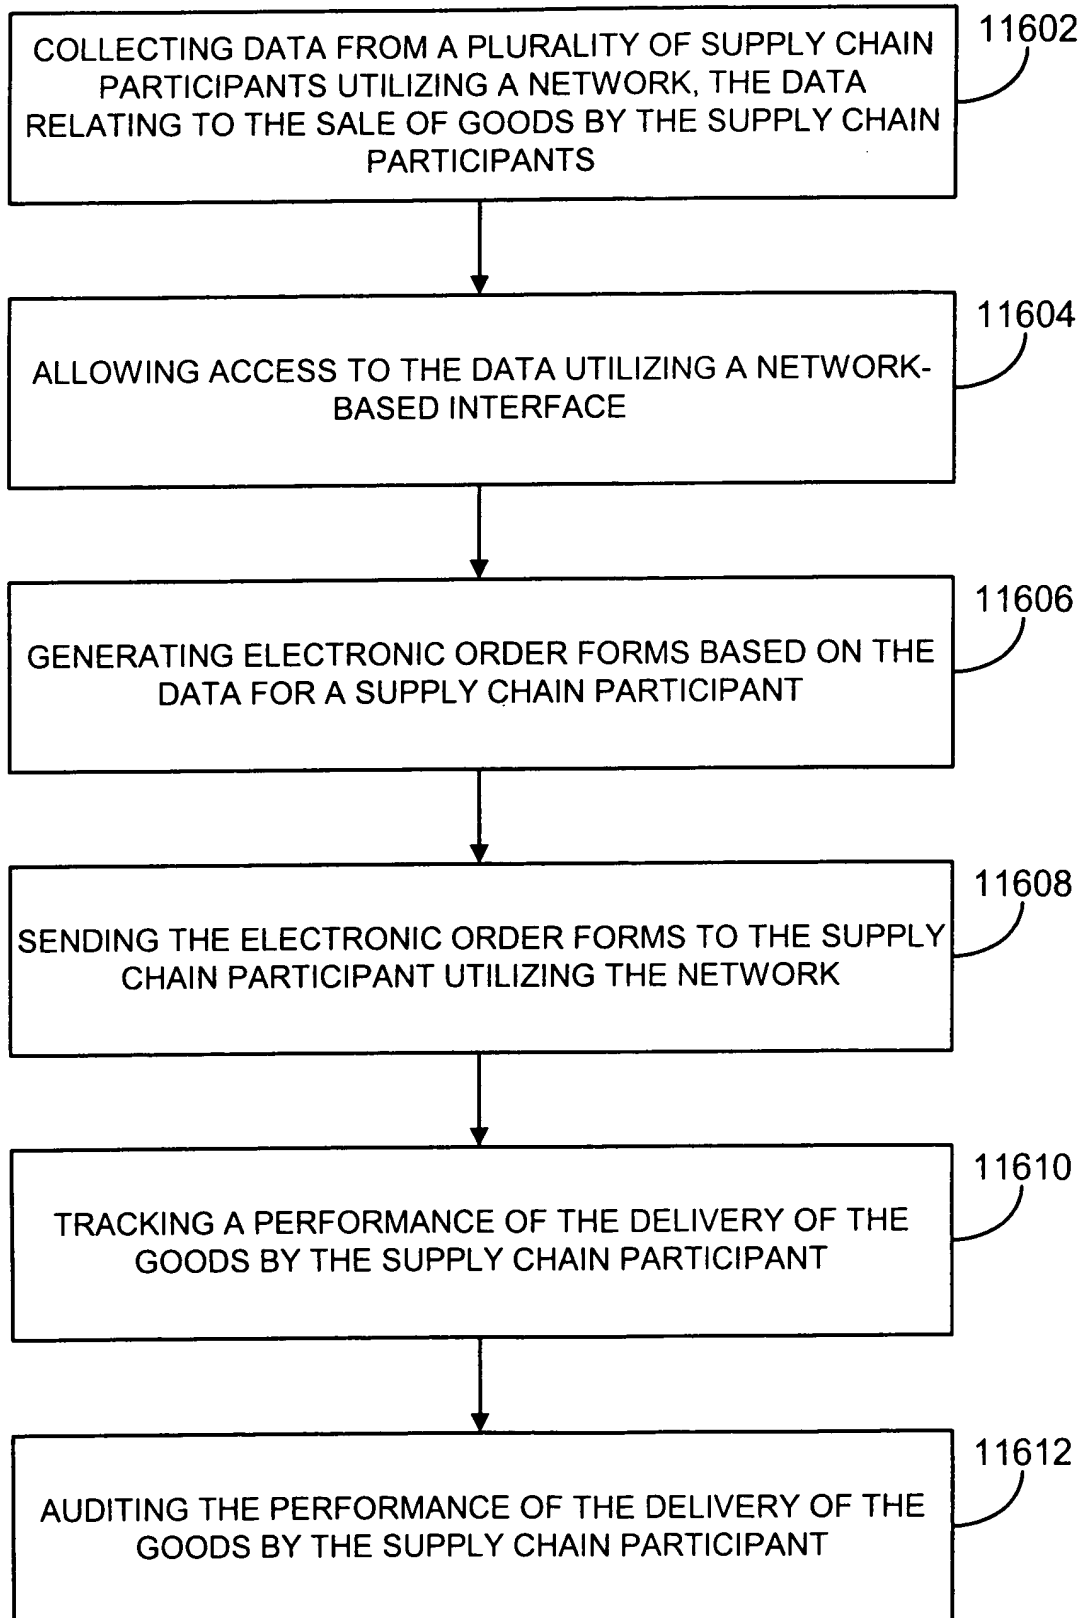 COLLECTING DATA FROM A PLURALITY OF SUPPLY CHAIN
PARTICIPANTS UTILIZING A NETWORK, THE DATA
RELATING TO THE SALE OF GOODS BY THE SUPPLY CHAIN
PARTICIPANTS
11602
ALLOWING ACCESS TO THE DATA UTILIZING A NETWORK-
BASED INTERFACE
11604
GENERATING ELECTRONIC ORDER FORMS BASED ON THE
DATA FOR A SUPPLY CHAIN PARTICIPANT
11606
SENDING THE ELECTRONIC ORDER FORMS TO THE SUPPLY
CHAIN PARTICIPANT UTILIZING THE NETWORK
11608
TRACKING A PERFORMANCE OF THE DELIVERY OF THE
GOODS BY THE SUPPLY CHAIN PARTICIPANT
11610
AUDITING THE PERFORMANCE OF THE DELIVERY OF THE
GOODS BY THE SUPPLY CHAIN PARTICIPANT
11612